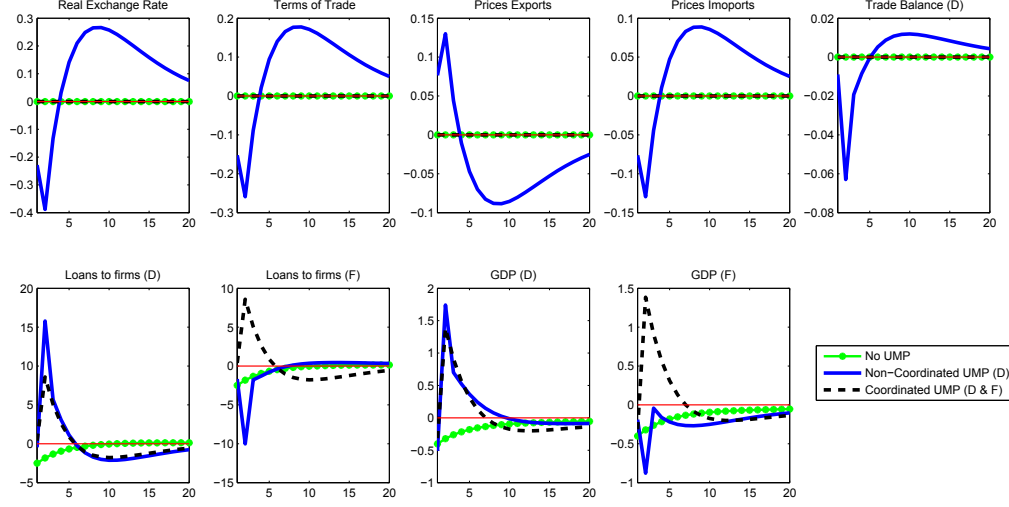 Real Exchange Rate
0.3
0.2
0.1
0
−0.1
−0.2
−0.3
−0.4
5 10 15 20
Terms of Trade
0.2
0.1
0
−0.1
−0.2
−0.3
5 10 15 20
Prices Exports
0.15
0.1
0.05
0
−0.05
−0.1
5 10 15 20
Prices Imoports
0.1
0.05
0
−0.05
−0.1
−0.15
5 10 15 20
Trade Balance (D)
0.02
0
−0.02
−0.04
−0.06
−0.08
5 10 15 20
Loans to firms (D)
20
15
10
5
0
−5
5 10 15 20
Loans to firms (F)
10
5
0
−5
−10
−15
5 10 15 20
GDP (D)
2
1.5
1
0.5
0
−0.5
−1
5 10 15 20
GDP (F)
1.5
1
0.5
0
−0.5
−1
5 10 15 20
No UMP
Non−Coordinated UMP (D)
Coordinated UMP (D & F)